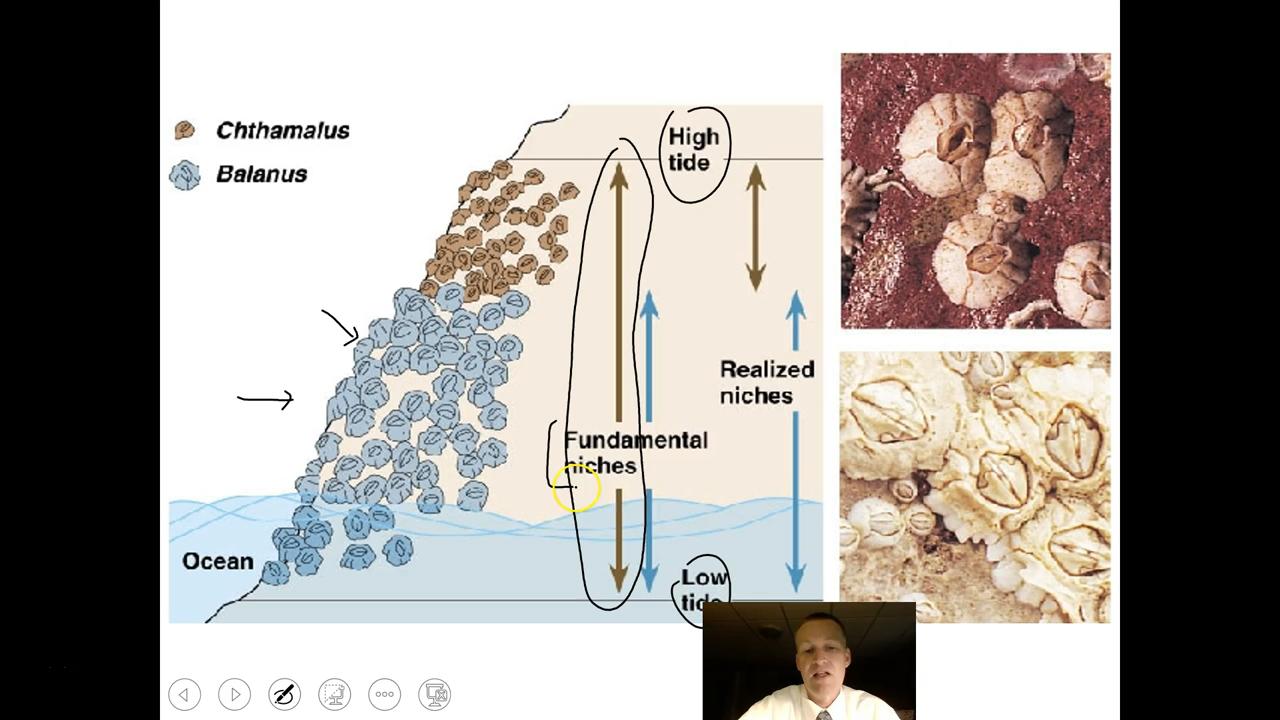 Chthamalus
Balanus
High
tide
Realized
niches
Fundamental
niches
Ocean
Low
tide